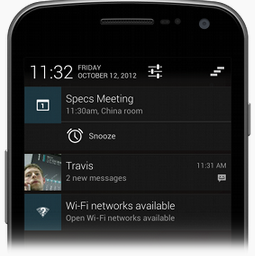 11:32 FRIDAY
OCTOBER 12, 2012
1
Specs Meeting
11:30am, China room
Snooze
Travis 11:31 AM
2 new messages
Wi-Fi networks available
Open Wi-Fi networks available